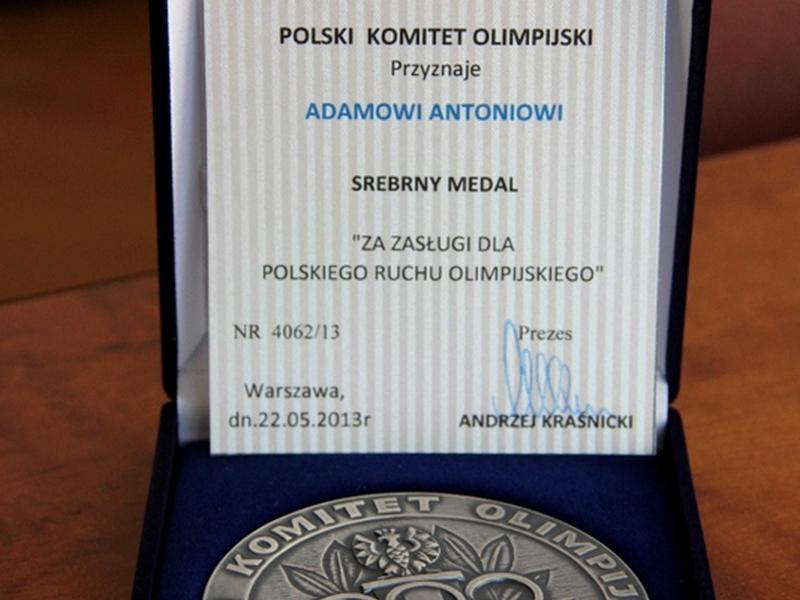 POLSKI KOMITET OLIMPIJSKI
Przyznaje
ADAMOWI ANTONIOWI
SREBRNY MEDAL
"ZA ZASŁUGI DLA
POLSKIEGO RUCHU OLIMPIJSKIEGO"
NR 4062/13
Prezes
Warszawa,
dn.22.05.2013r
ANDRZEJ KRAŚNICKI
KOMITET OLIMPIJ